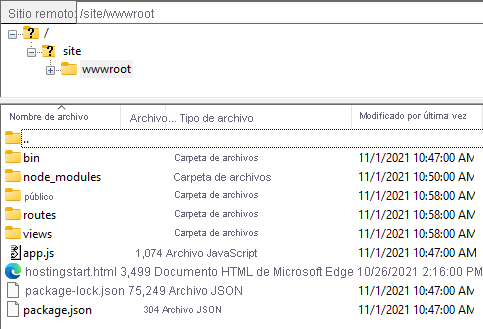 Sitio remoto: /site/wwwroot
/
site
wwwroot
Nombre de archivo Archivo... Tipo de archivo Modificado por última vez
..
bin Carpeta de archivos 11/1/2021 10:47:00 AM
node_modules Carpeta de archivos 11/1/2021 10:50:00 AM
público Carpeta de archivos 11/1/2021 10:58:00 AM
routes Carpeta de archivos 11/1/2021 10:58:00 AM
views Carpeta de archivos 11/1/2021 10:58:00 AM
app.js 1,074 Archivo JavaScript 11/1/2021 10:47:00 AM
hostingstart.html 3,499 Documento HTML de Microsoft Edge 10/26/2021 2:16:00 PM
package-lock.json 75,249 Archivo JSON 11/1/2021 10:47:00 AM
package.json 304 Archivo JSON 11/1/2021 10:47:00 AM